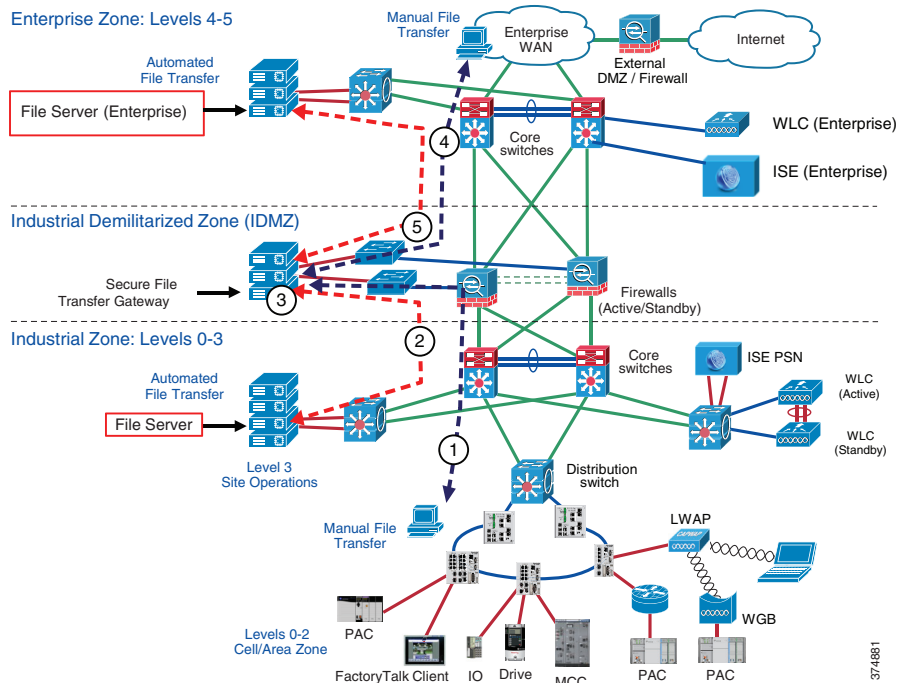 Enterprise Zone: Levels 4-5
Manual File
Transfer
Enterprise
WAN
Internet
External
DMZ / Firewall
Automated
File Transfer
File Server (Enterprise)
4
Core
switches
WLC (Enterprise)
ISE (Enterprise)
Industrial Demilitarized Zone (IDMZ)
5
Secure File
Transfer Gateway
3
Firewalls
(Active/Standby)
2
Industrial Zone: Levels 0-3
Core
switches
ISE PSN
Automated
File Transfer
WLC
(Active)
File Server
WLC
(Standby)
1
Level 3
Site Operations
Distribution
switch
Manual File
Transfer
LWAP
CAPWAP
WGB
PAC
Levels 0-2
Cell/Area Zone
FactoryTalk Client
IO
Drive
MCC
PAC
PAC
374881